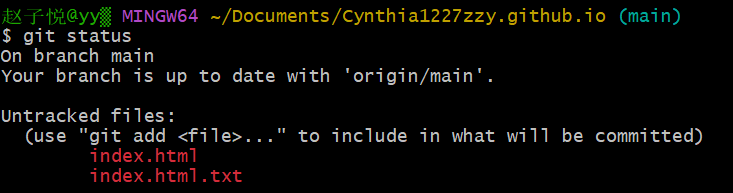 赵子悦@yy▒ MINGW64 ~/Documents/Cynthia1227zzy.github.io (main)
$ git status
On branch main
Your branch is up to date with 'origin/main'.
Untracked files:
(use "git add <file>..." to include in what will be committed)
index.html
index.html.txt